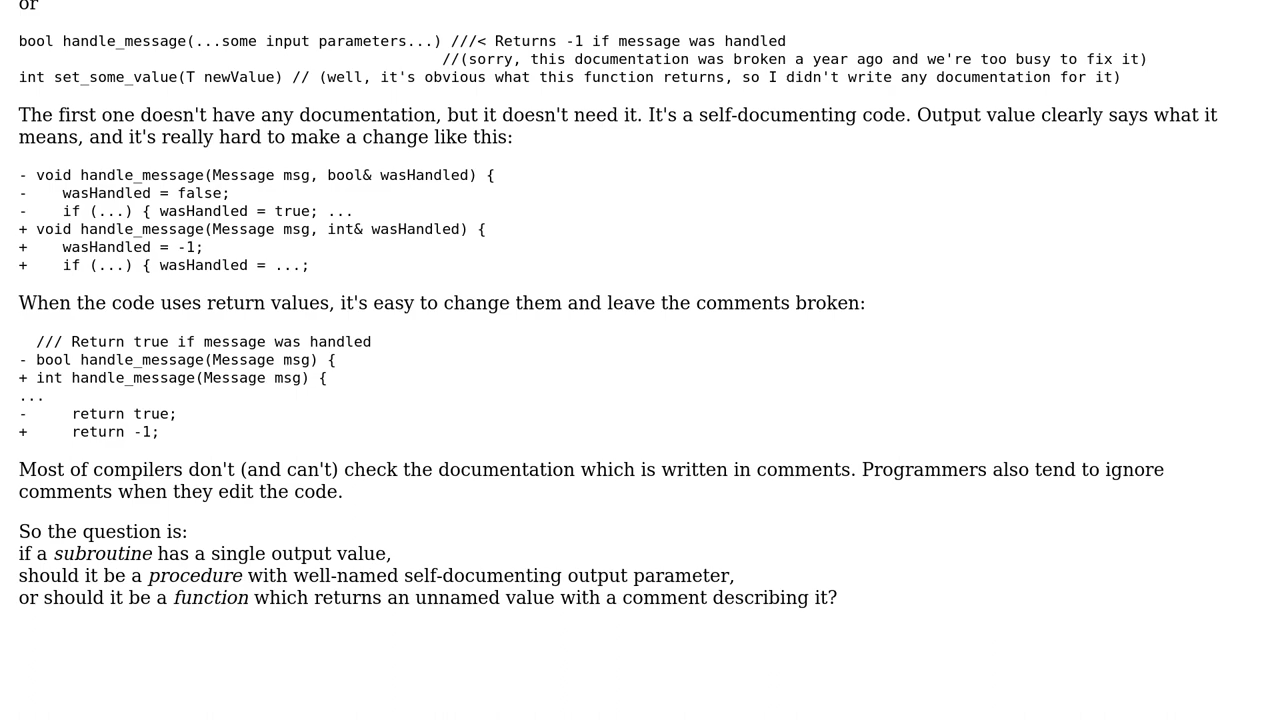 or
bool handle_message(...some input parameters...) ///< Returns -1 if message was handled
//(sorry, this documentation was broken a year ago and we're too busy to fix it)
int set_some_value(T newValue) // (well, it's obvious what this function returns, so I didn't write any documentation for it)
The first one doesn't have any documentation, but it doesn't need it. It's a self-documenting code. Output value clearly says what it
means, and it's really hard to make a change like this:
- void handle_message(Message msg, bool& wasHandled) {
-    wasHandled = false;
-    if (...) { wasHandled = true; ...
+ void handle_message(Message msg, int& wasHandled) {
+    wasHandled = -1;
+    if (...) { wasHandled = ...;
When the code uses return values, it's easy to change them and leave the comments broken:
  /// Return true if message was handled
- bool handle_message(Message msg) {
+ int handle_message(Message msg) {
...
-     return true;
+     return -1;
Most of compilers don't (and can't) check the documentation which is written in comments. Programmers also tend to ignore
comments when they edit the code.
So the question is:
if a subroutine has a single output value,
should it be a procedure with well-named self-documenting output parameter,
or should it be a function which returns an unnamed value with a comment describing it?